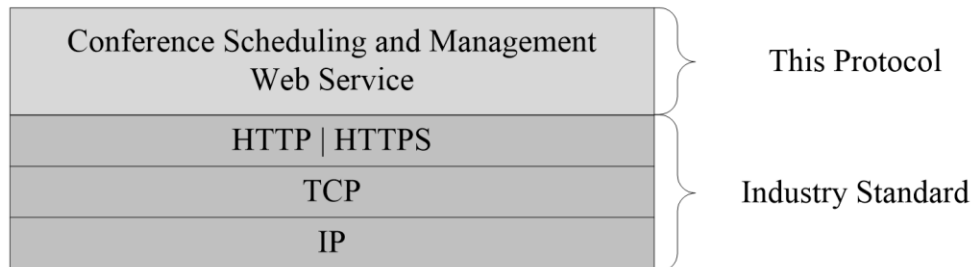 Conference Scheduling and Management
Web Service
This Protocol
HTTP | HTTPS
TCP
Industry Standard
IP